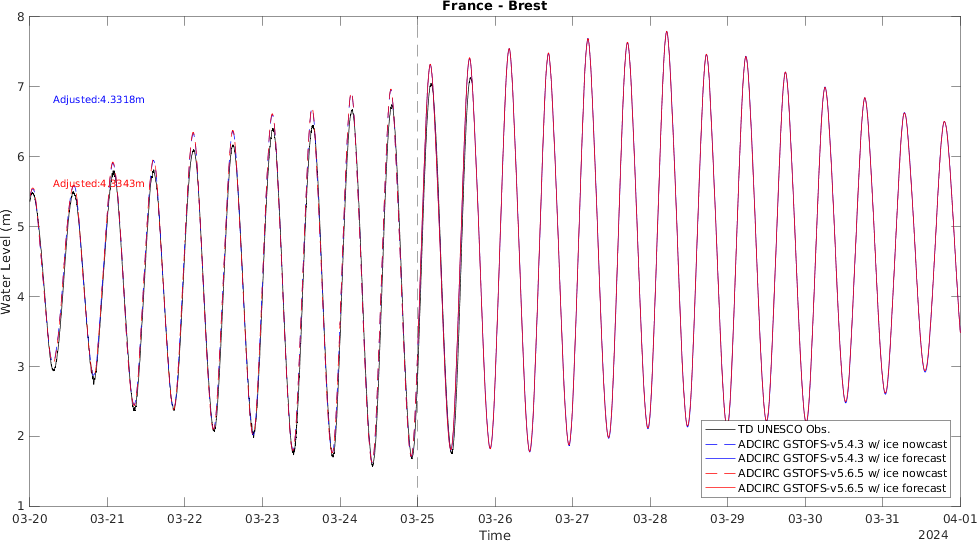 France - Brest
8
7
6
5
4
3
2
1
Water Level (m)
Adjusted:4.3318m
Adjusted:4.3343m
TD UNESCO Obs.
ADCIRC GSTOFS-v5.4.3 w/ ice nowcast
ADCIRC GSTOFS-v5.4.3 w/ ice forecast
ADCIRC GSTOFS-v5.6.5 w/ ice nowcast
ADCIRC GSTOFS-v5.6.5 w/ ice forecast
03-20 03-21 03-22 03-23 03-24 03-25 03-26 03-27 03-28 03-29 03-30 03-31 04-01
Time
2024